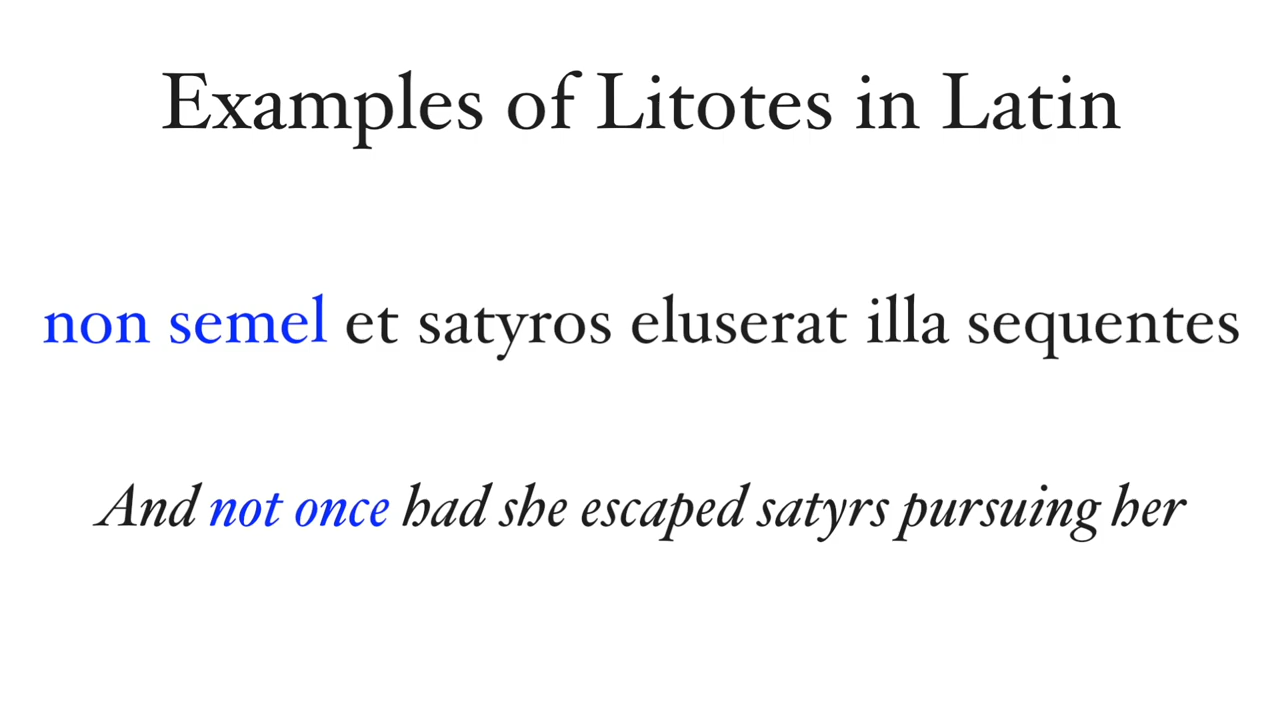 Examples of Litotes in Latin
non semel et satyros eluserat illa sequentes
And not once had she escaped satyrs pursuing her